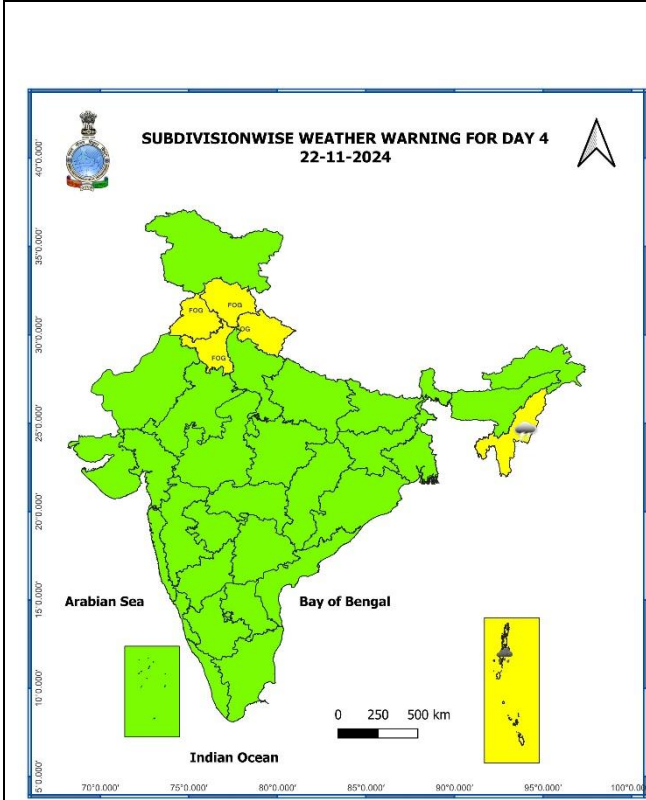 SUBDIVISIONWISE WEATHER WARNING FOR DAY 4
22-11-2024
40°0.000'
35°0.000'
30°0.000'
25°0.000'
20°0.000'
15°0.000'
10°0.000'
5°0.000'
FOG
FOG
OG
FOG
Arabian Sea
Bay of Bengal
0 250 500 km
Indian Ocean
70°0.000' 75°0.000' 80°0.000' 85°0.000' 90°0.000' 95°0.000' 100°0.00